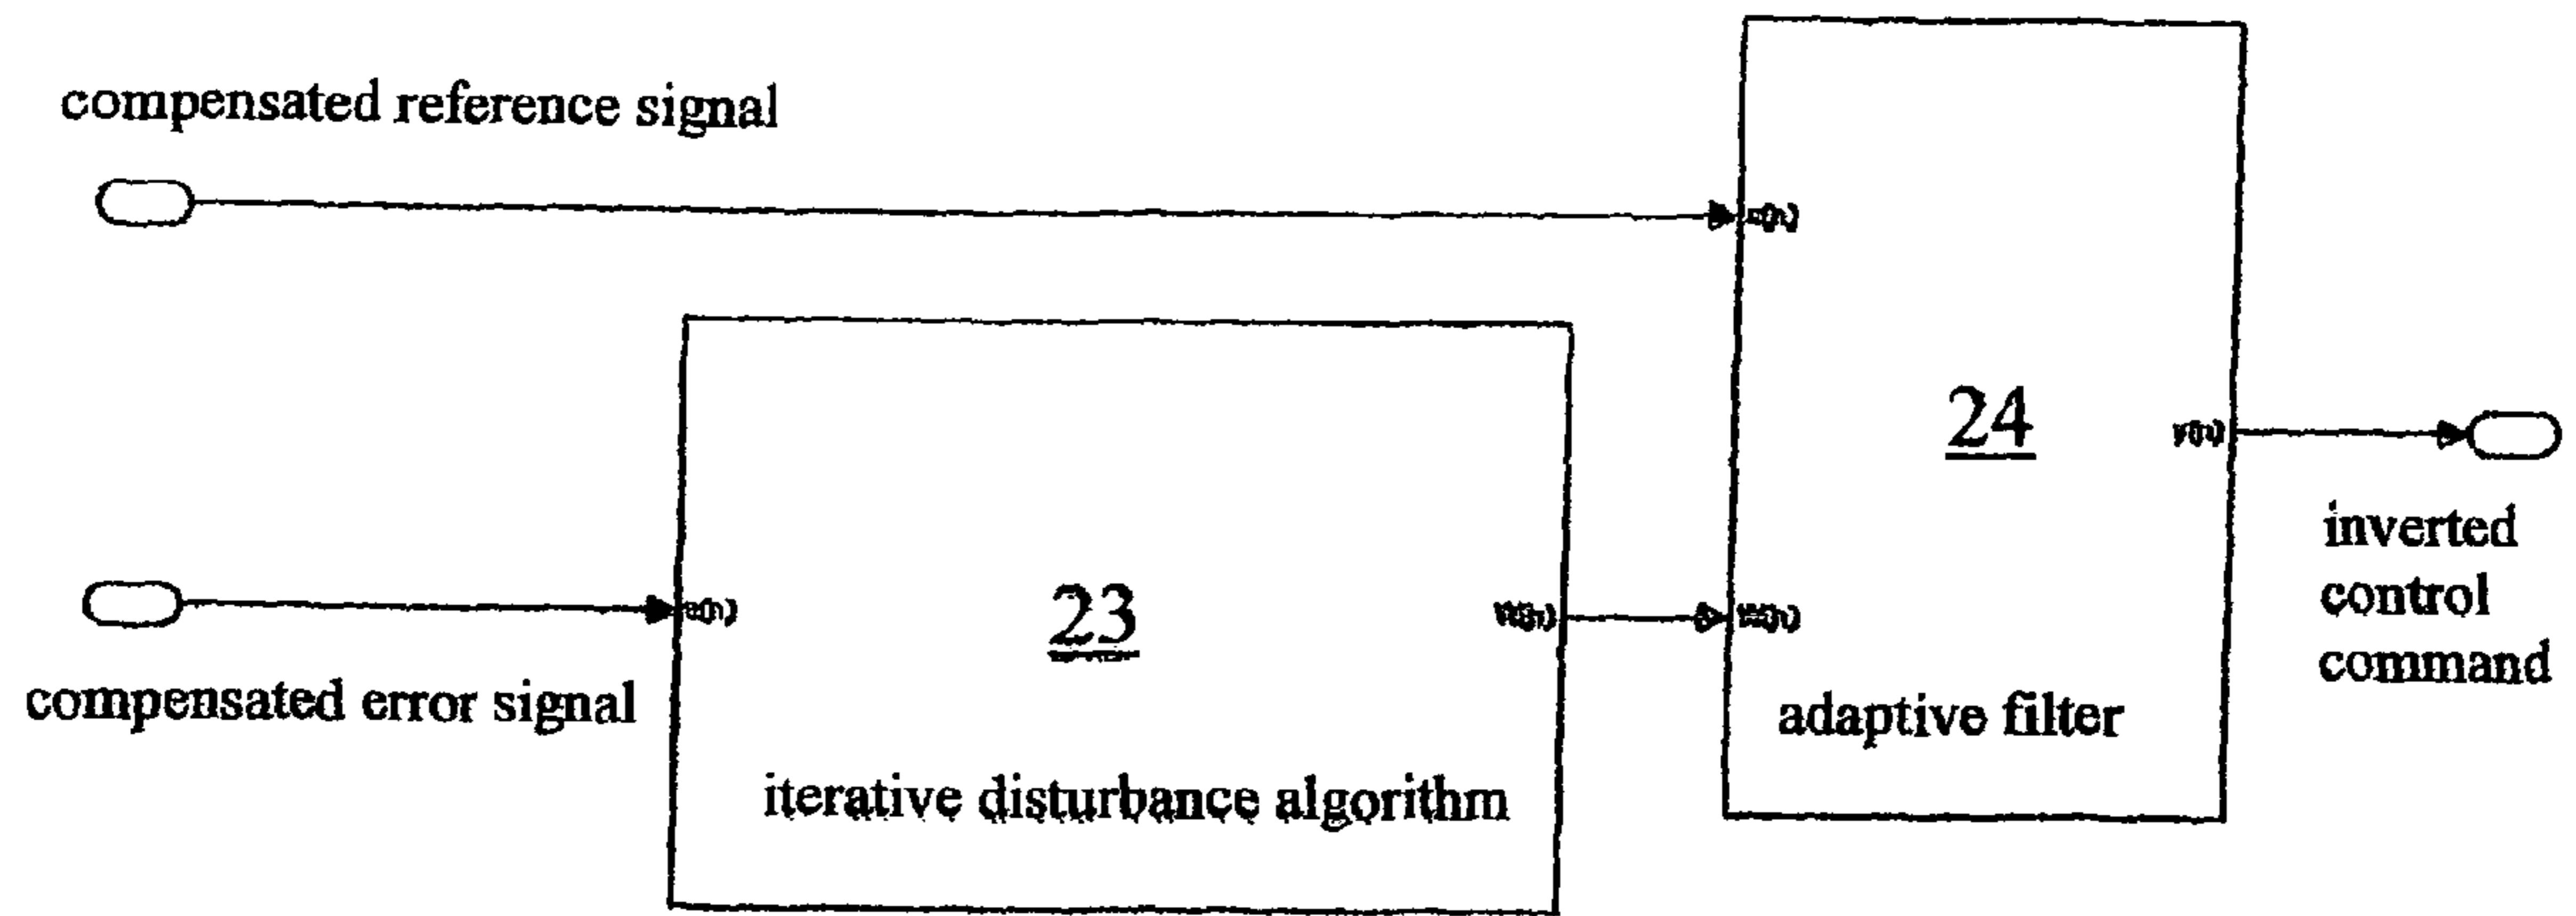 compensated reference signal
24
y(n)
inverted
control
command
23
compensated error signal
adaptive filter
iterative disturbance algorithm